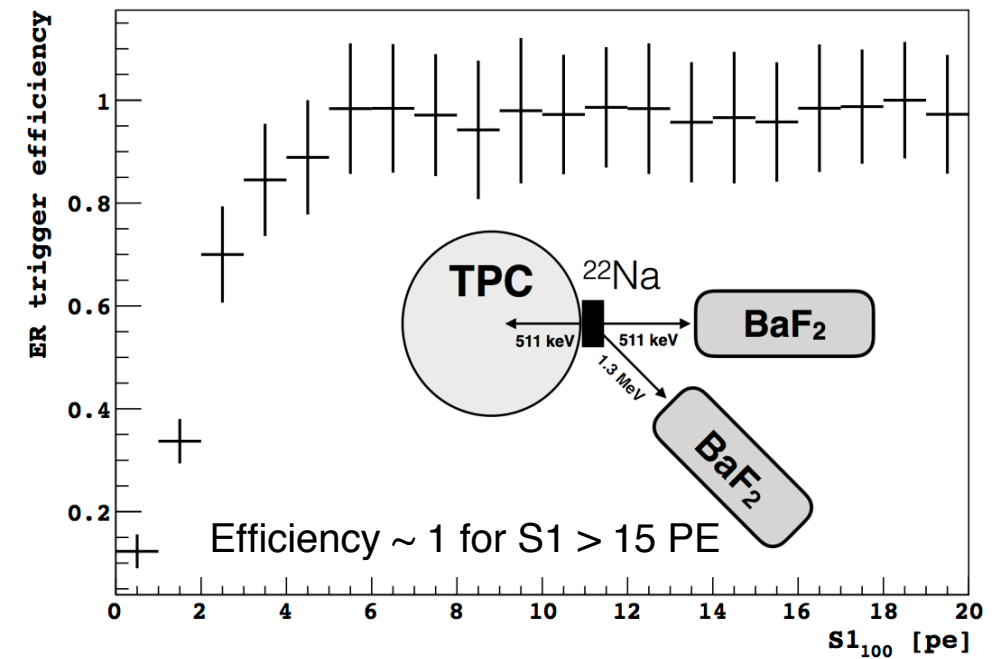 ER trigger efficiency
1
0.8
0.6
0.4
0.2
TPC
²²Na
511 keV
511 keV
BaF₂
1.3 MeV
BaF₂
Efficiency ~ 1 for S1 > 15 PE
0 2 4 6 8 10 12 14 16 18 20
S1₁₀₀ [pe]